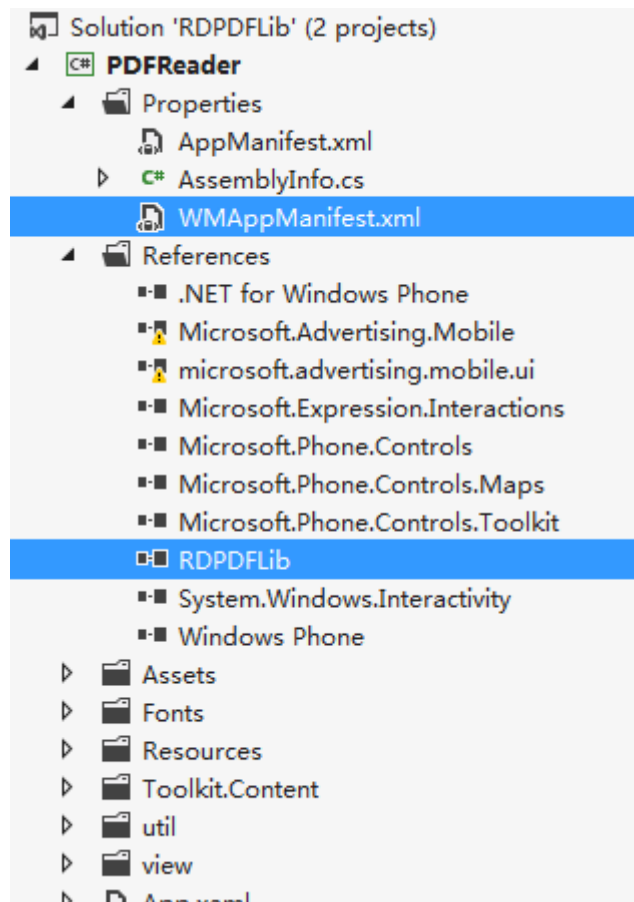 Solution 'RDPDFLib' (2 projects)
C# PDFReader
Properties
AppManifest.xml
C# AssemblyInfo.cs
WMAppManifest.xml
References
.NET for Windows Phone
Microsoft.Advertising.Mobile
microsoft.advertising.mobile.ui
Microsoft.Expression.Interactions
Microsoft.Phone.Controls
Microsoft.Phone.Controls.Maps
Microsoft.Phone.Controls.Toolkit
RDPDFLib
System.Windows.Interactivity
Windows Phone
Assets
Fonts
Resources
Toolkit.Content
util
view
App.xaml